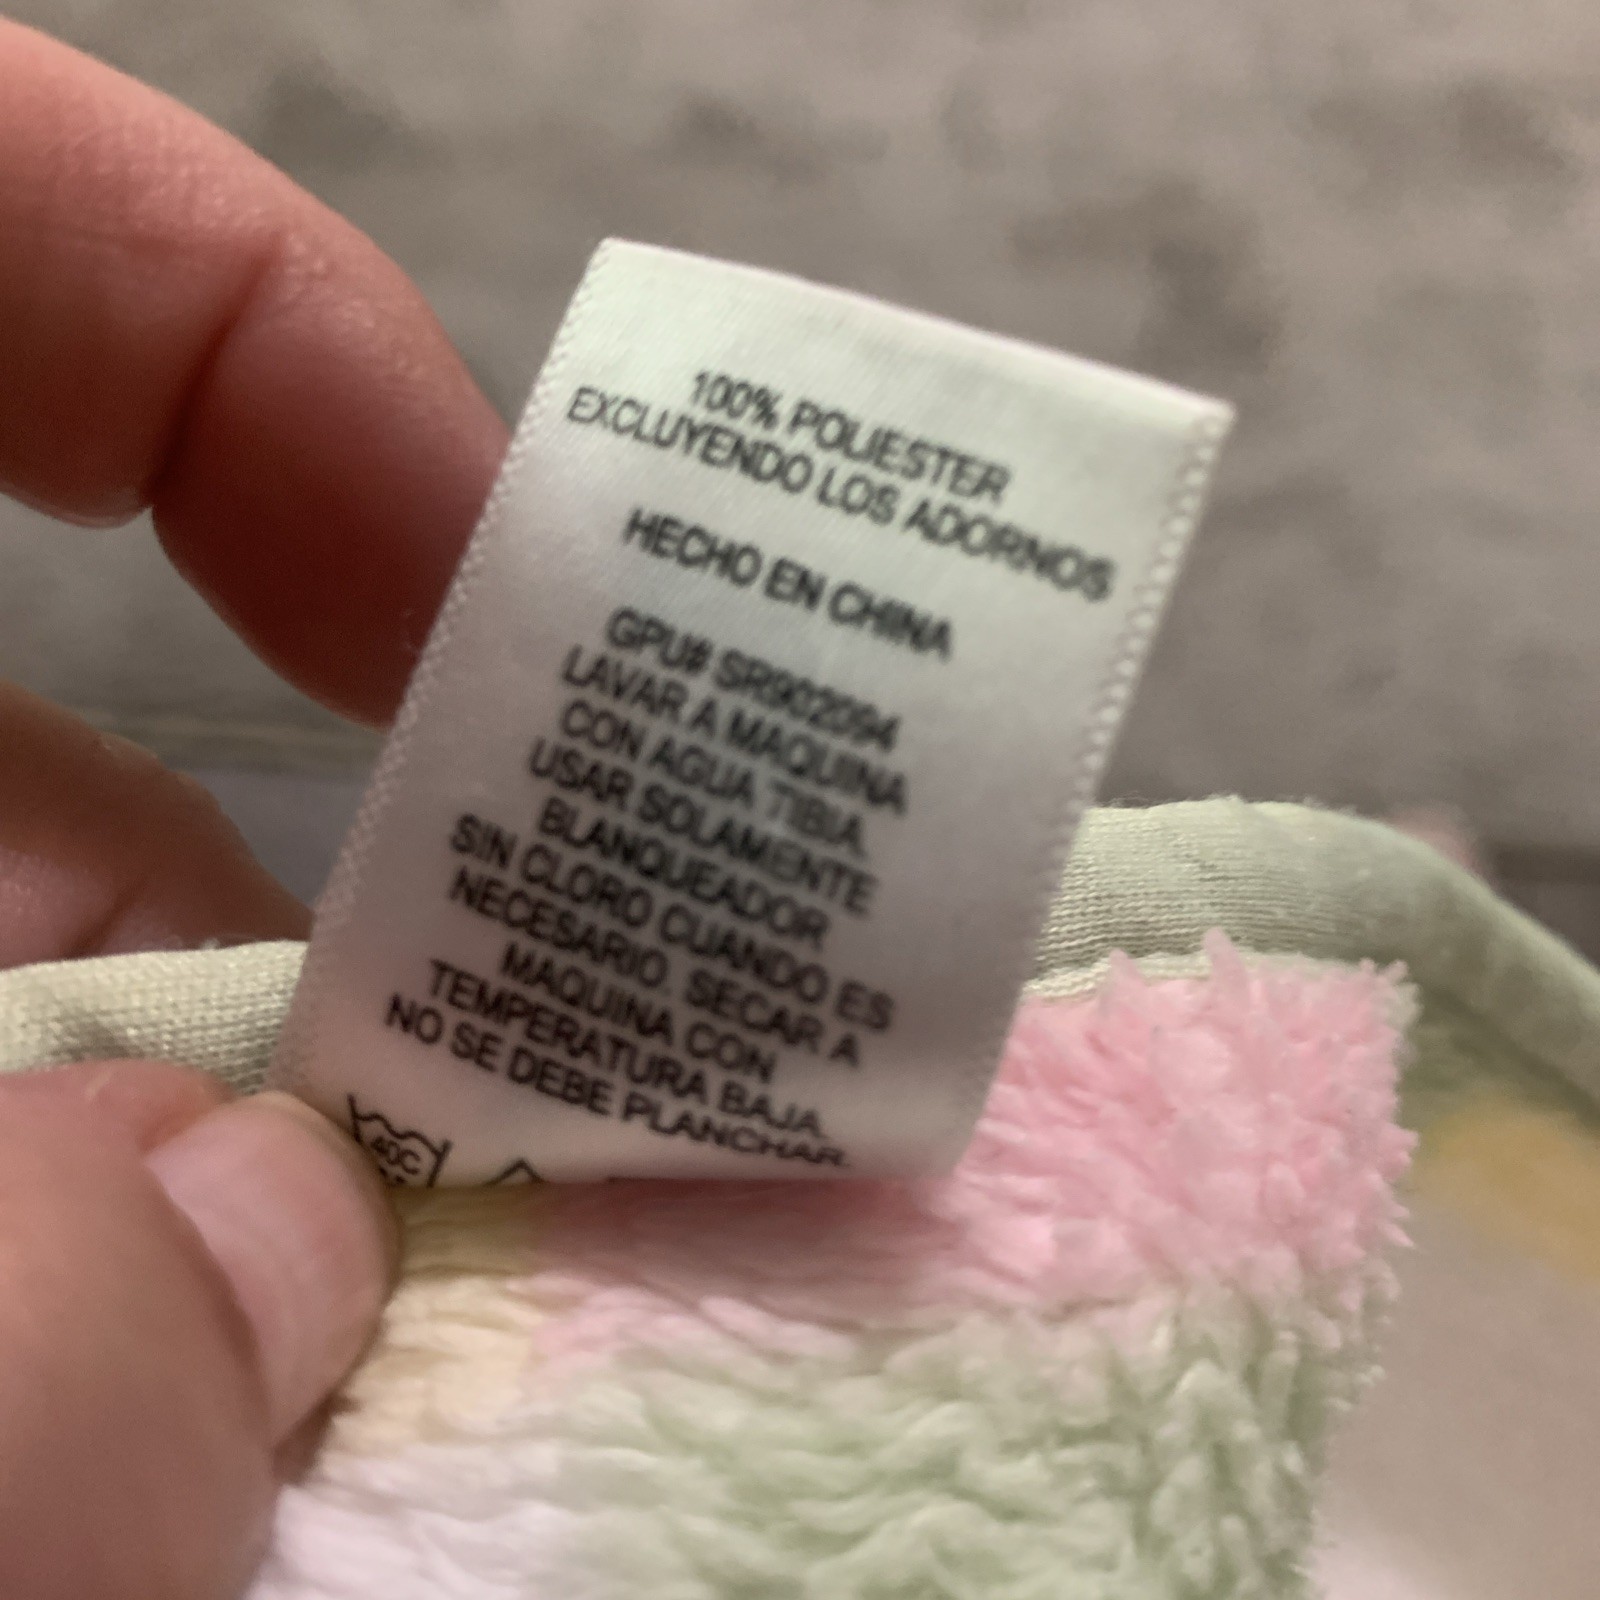 100% POLIESTER
EXCLUYENDO LOS ADORNOS
HECHO EN CHINA
GPU# SR902094
LAVAR A MAQUINA
CON AGUA TIBIA.
USAR SOLAMENTE
BLANQUEADOR
SIN CLORO CUANDO ES
NECESARIO. SECAR A
MAQUINA CON
TEMPERATURA BAJA.
NO SE DEBE PLANCHAR.
40C